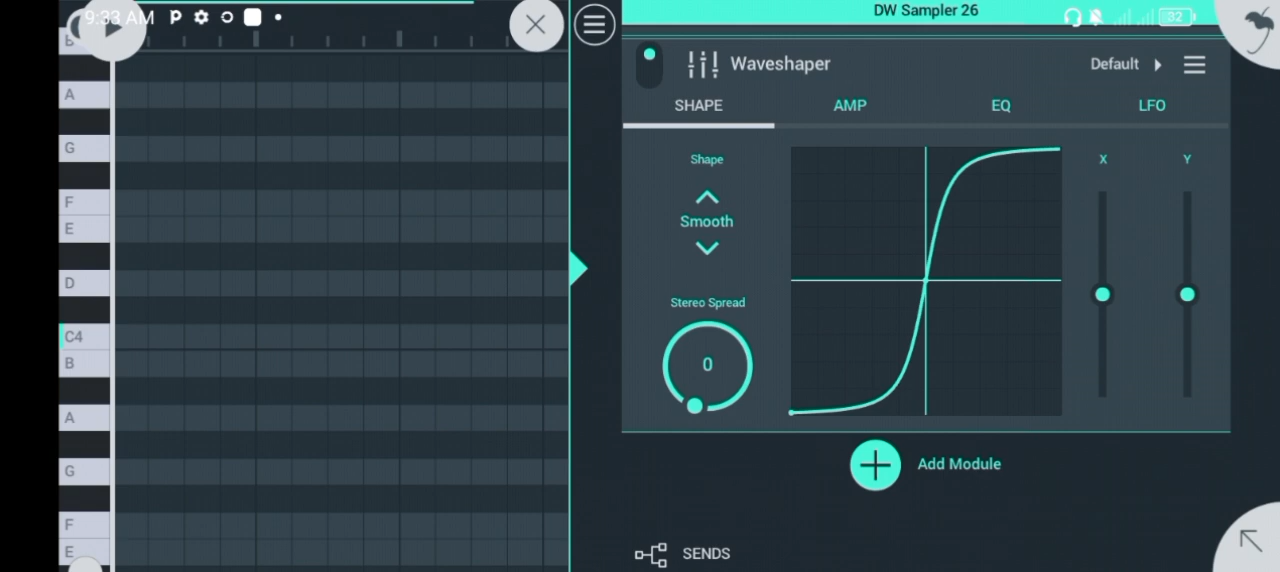 9:33 AM
B
A
G
F
E
D
C4
B
A
G
F
E
DW Sampler 26
32
Waveshaper
Default
SHAPE AMP EQ LFO
Shape
Smooth
Stereo Spread
0
X Y
Add Module
SENDS